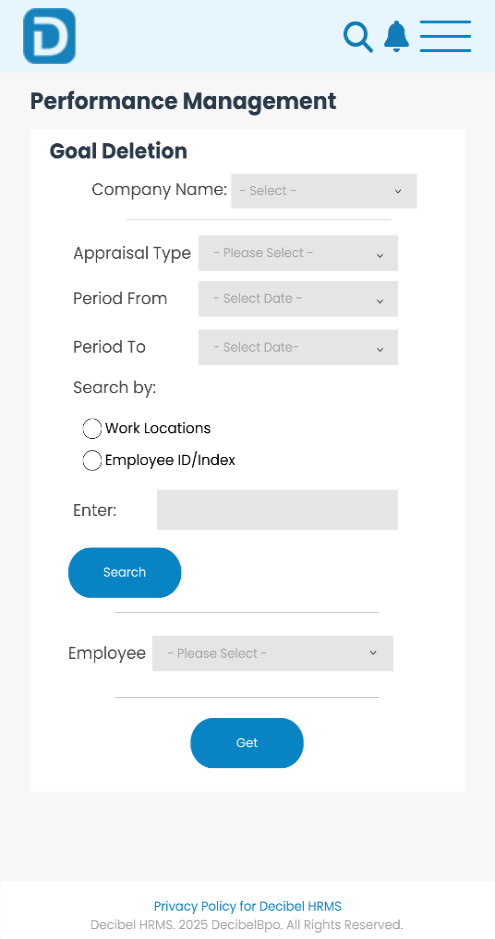 D
Performance Management
Goal Deletion
Company Name: - Select -
Appraisal Type - Please Select -
Period From - Select Date -
Period To - Select Date-
Search by:
Work Locations
Employee ID/Index
Enter:
Search
Employee - Please Select -
Get
Privacy Policy for Decibel HRMS
Decibel HRMS. 2025 DecibelBpo. All Rights Reserved.